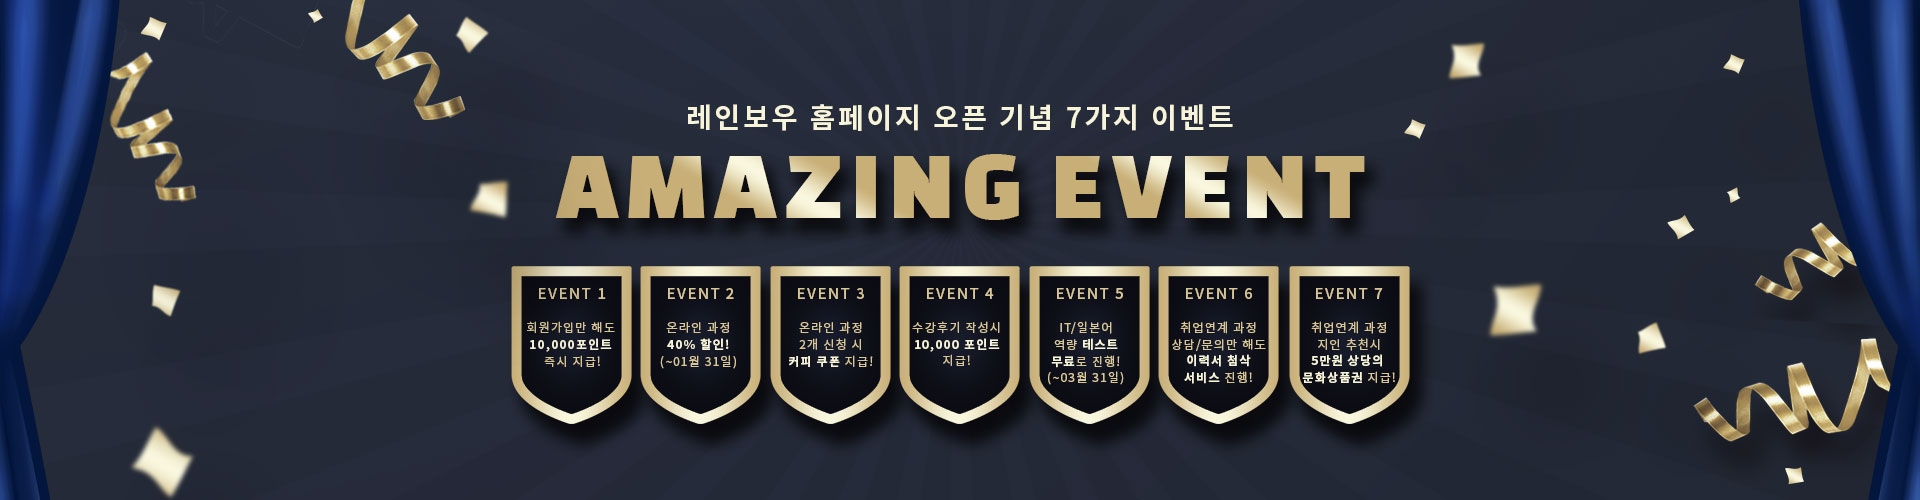 레인보우 홈페이지 오픈 기념 7가지 이벤트
AMAZING EVENT
EVENT 1
회원가입만 해도
10,000포인트
즉시 지급!
EVENT 2
온라인 과정
40% 할인!
(~01월 31일)
EVENT 3
온라인 과정
2개 신청 시
커피 쿠폰 지급!
EVENT 4
수강후기 작성시
10,000 포인트
지급!
EVENT 5
IT/일본어
역량 테스트
무료로 진행!
(~03월 31일)
EVENT 6
취업연계 과정
상담/문의만 해도
이력서 첨삭
서비스 진행!
EVENT 7
취업연계 과정
지인 추천시
5만원 상당의
문화상품권 지급!